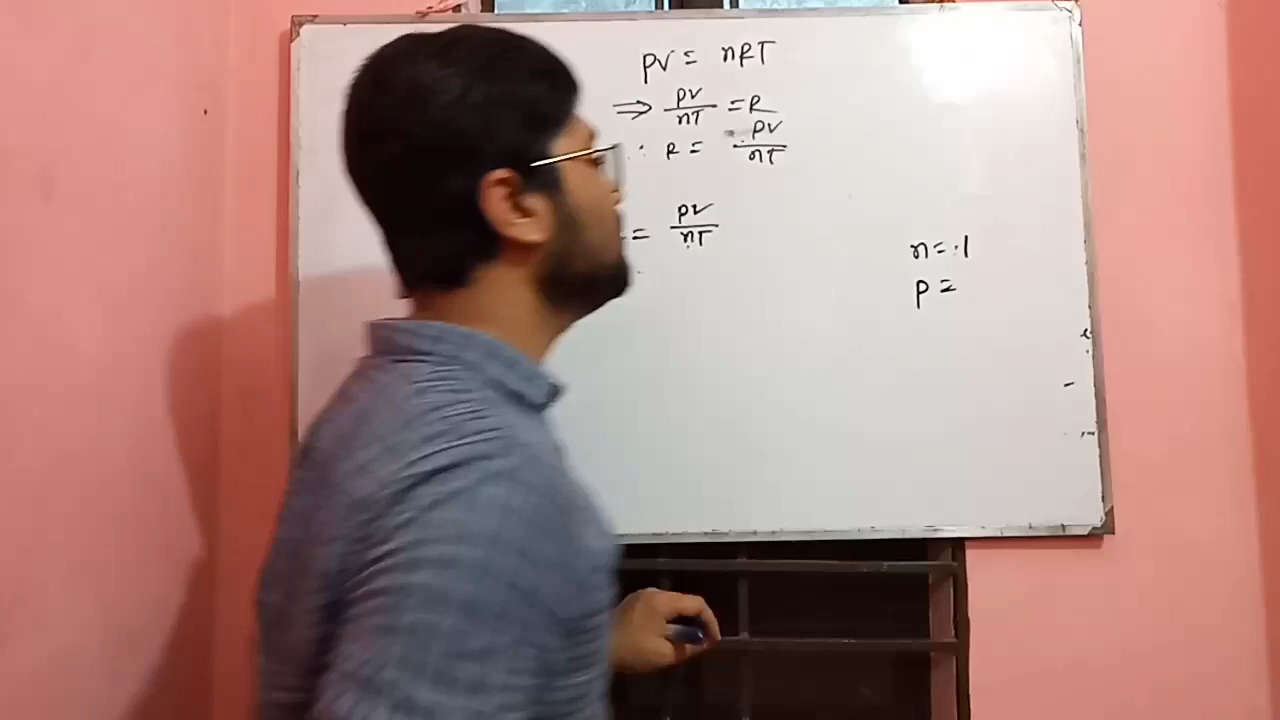 PV = nRT
⇒ PV/nT = R
∴ R = PV/nT
= PV/nT
n = 1
P =